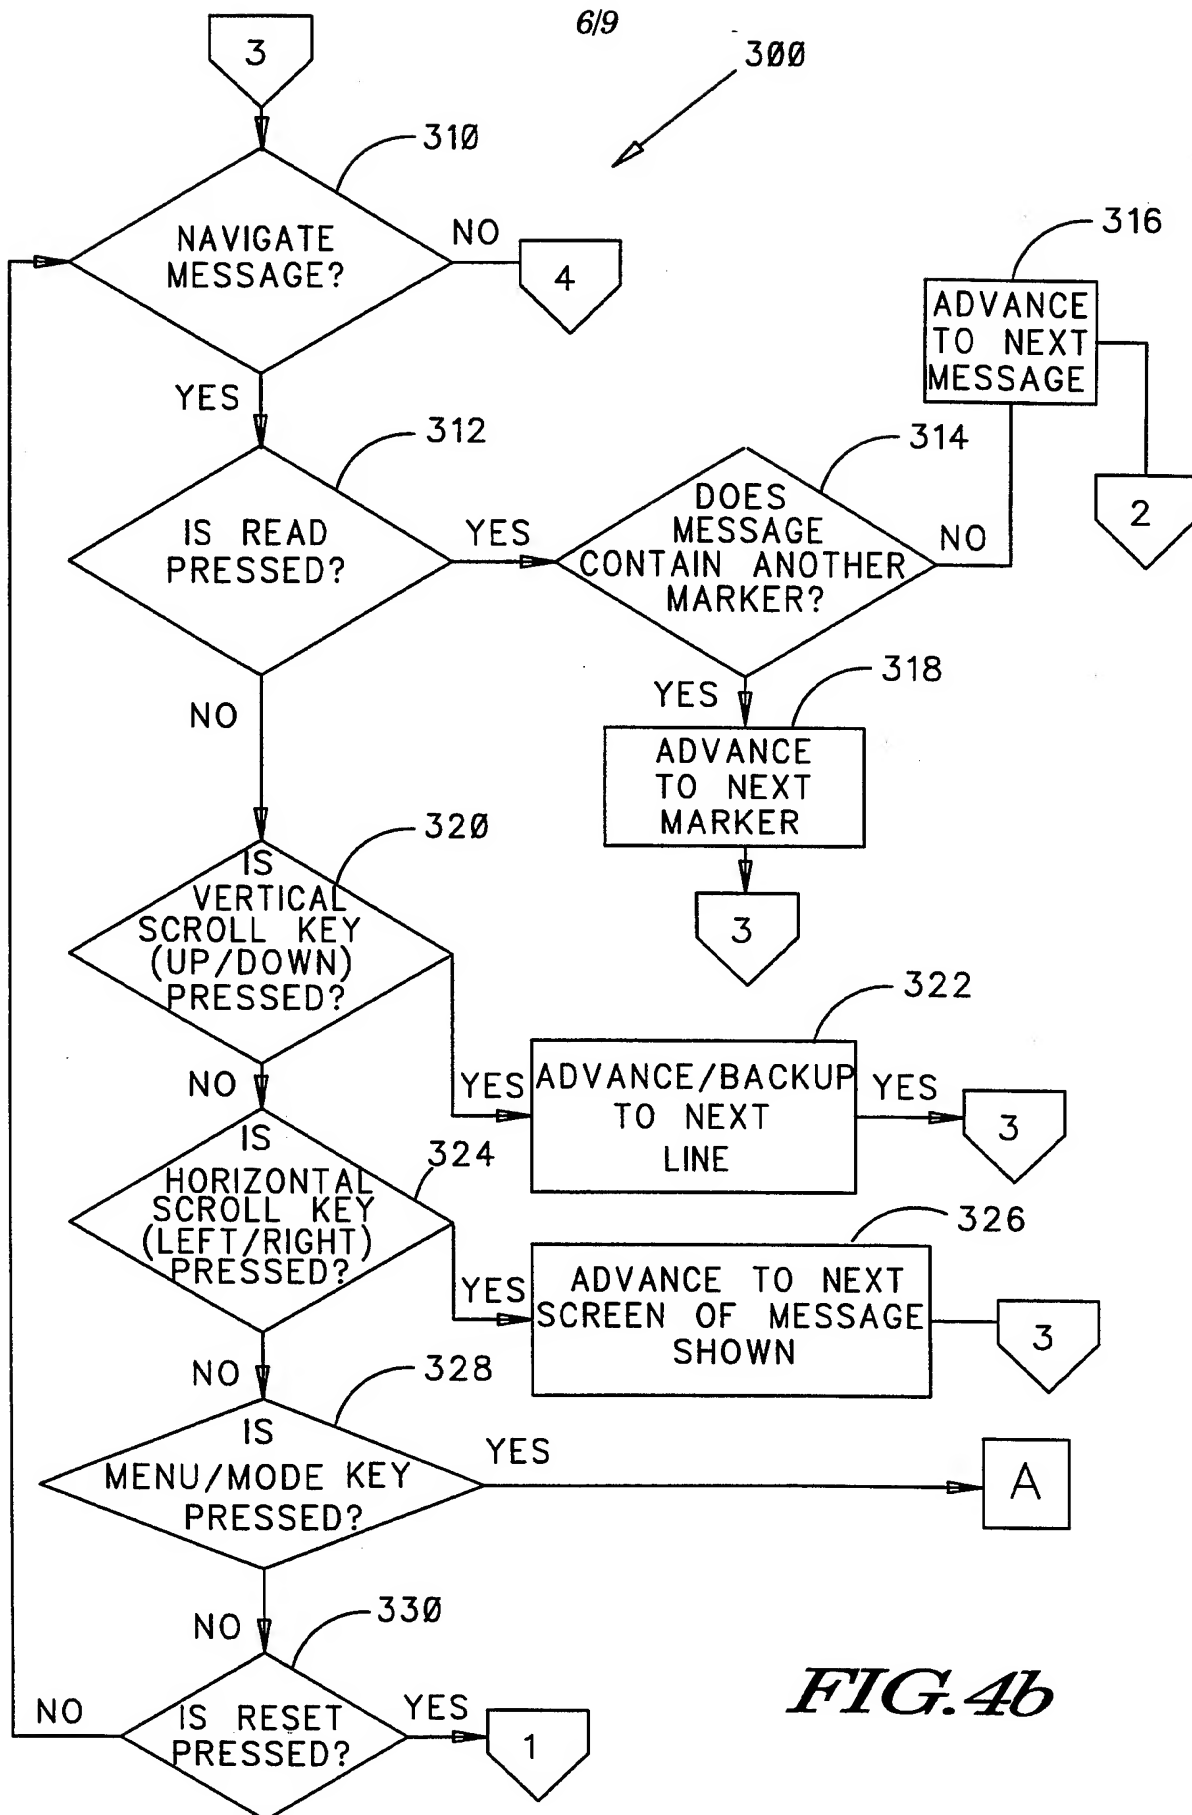 6/9
3
300
310
NAVIGATE
MESSAGE?
NO
4
316
ADVANCE
TO NEXT
MESSAGE
2
YES
312
IS READ
PRESSED?
YES
314
DOES
MESSAGE
CONTAIN ANOTHER
MARKER?
NO
318
YES
ADVANCE
TO NEXT
MARKER
3
NO
320
IS
VERTICAL
SCROLL KEY
(UP/DOWN)
PRESSED?
322
YES
ADVANCE/BACKUP
TO NEXT
LINE
YES
3
NO
324
IS
HORIZONTAL
SCROLL KEY
(LEFT/RIGHT)
PRESSED?
326
YES
ADVANCE TO NEXT
SCREEN OF MESSAGE
SHOWN
3
NO
328
IS
MENU/MODE KEY
PRESSED?
YES
A
NO
330
IS RESET
PRESSED?
NO
YES
1
FIG.4b